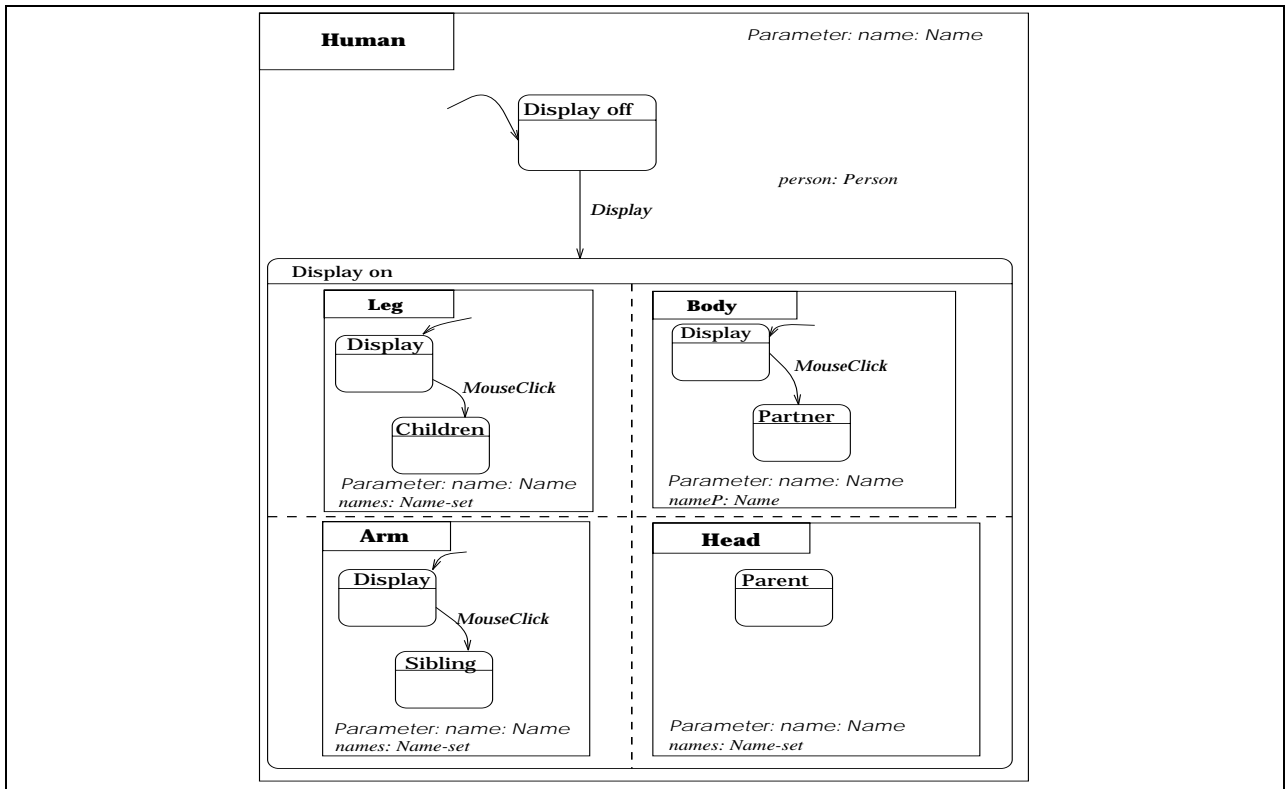 Human
Parameter: name: Name
Display off
person: Person
Display
Display on
Leg
Display
MouseClick
Children
Parameter: name: Name
names: Name-set
Body
Display
MouseClick
Partner
Parameter: name: Name
nameP: Name
Arm
Display
MouseClick
Sibling
Parameter: name: Name
names: Name-set
Head
Parent
Parameter: name: Name
names: Name-set